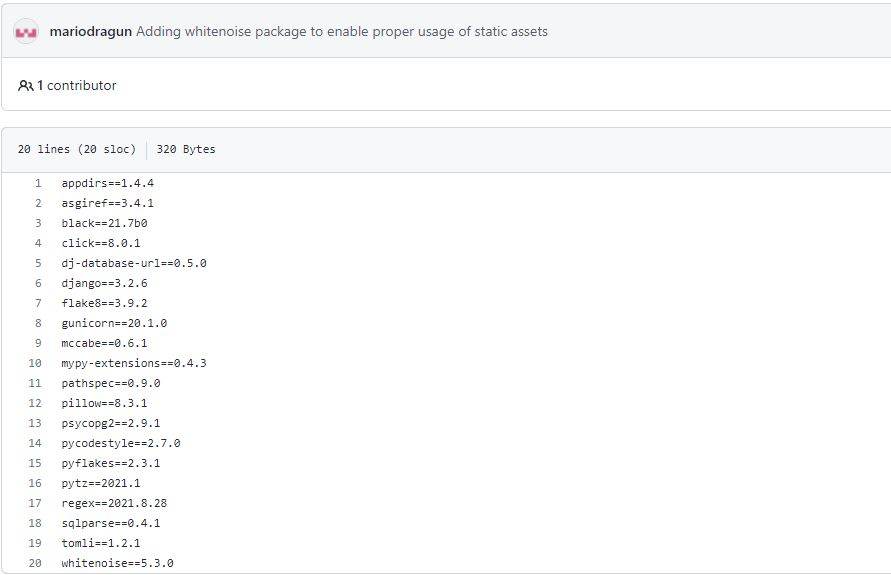 mariodragun Adding whitenoise package to enable proper usage of static assets
1 contributor
20 lines (20 sloc) 320 Bytes
1 appdirs==1.4.4
2 asgiref==3.4.1
3 black==21.7b0
4 click==8.0.1
5 dj-database-url==0.5.0
6 django==3.2.6
7 flake8==3.9.2
8 gunicorn==20.1.0
9 mccabe==0.6.1
10 mypy-extensions==0.4.3
11 pathspec==0.9.0
12 pillow==8.3.1
13 psycopg2==2.9.1
14 pycodestyle==2.7.0
15 pyflakes==2.3.1
16 pytz==2021.1
17 regex==2021.8.28
18 sqlparse==0.4.1
19 tomli==1.2.1
20 whitenoise==5.3.0